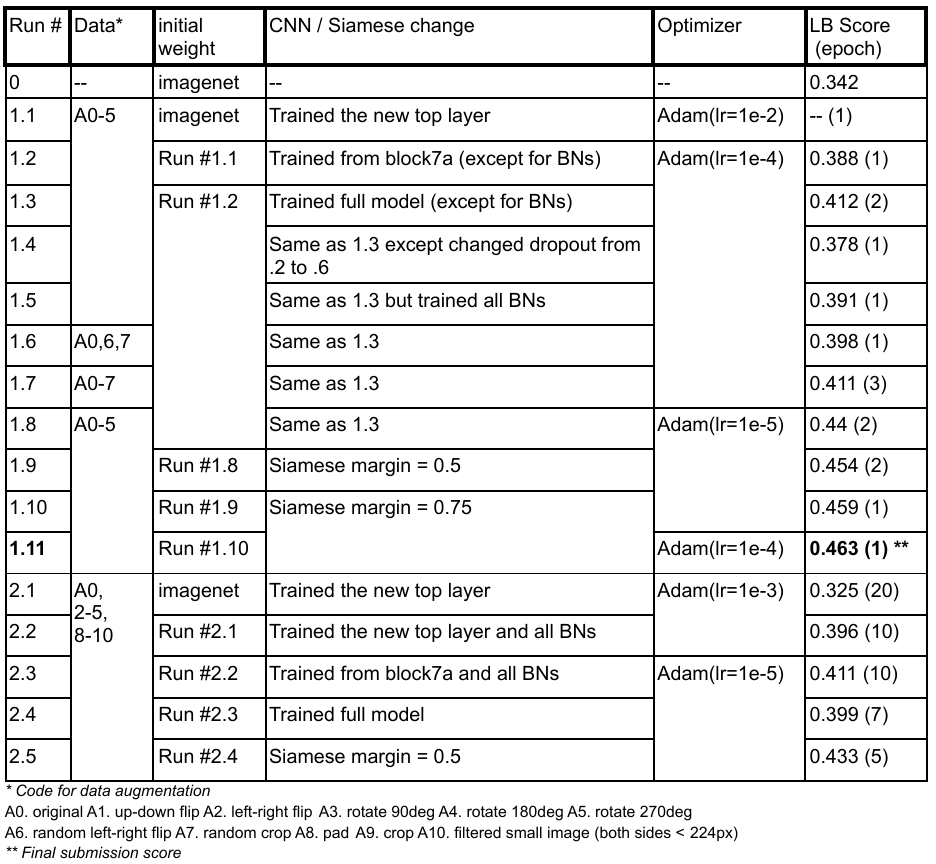 Run # Data* initial weight CNN / Siamese change Optimizer LB Score (epoch)
0 -- imagenet -- -- 0.342
1.1 A0-5 imagenet Trained the new top layer Adam(lr=1e-2) -- (1)
1.2 Run #1.1 Trained from block7a (except for BNs) Adam(lr=1e-4) 0.388 (1)
1.3 Run #1.2 Trained full model (except for BNs) 0.412 (2)
1.4 Same as 1.3 except changed dropout from .2 to .6 0.378 (1)
1.5 Same as 1.3 but trained all BNs 0.391 (1)
1.6 A0,6,7 Same as 1.3 0.398 (1)
1.7 A0-7 Same as 1.3 0.411 (3)
1.8 A0-5 Same as 1.3 Adam(lr=1e-5) 0.44 (2)
1.9 Run #1.8 Siamese margin = 0.5 0.454 (2)
1.10 Run #1.9 Siamese margin = 0.75 0.459 (1)
1.11 Run #1.10 Adam(lr=1e-4) 0.463 (1) **
2.1 A0, 2-5, 8-10 imagenet Trained the new top layer Adam(lr=1e-3) 0.325 (20)
2.2 Run #2.1 Trained the new top layer and all BNs 0.396 (10)
2.3 Run #2.2 Trained from block7a and all BNs Adam(lr=1e-5) 0.411 (10)
2.4 Run #2.3 Trained full model 0.399 (7)
2.5 Run #2.4 Siamese margin = 0.5 0.433 (5)
* Code for data augmentation
A0. original A1. up-down flip A2. left-right flip A3. rotate 90deg A4. rotate 180deg A5. rotate 270deg
A6. random left-right flip A7. random crop A8. pad A9. crop A10. filtered small image (both sides < 224px)
** Final submission score